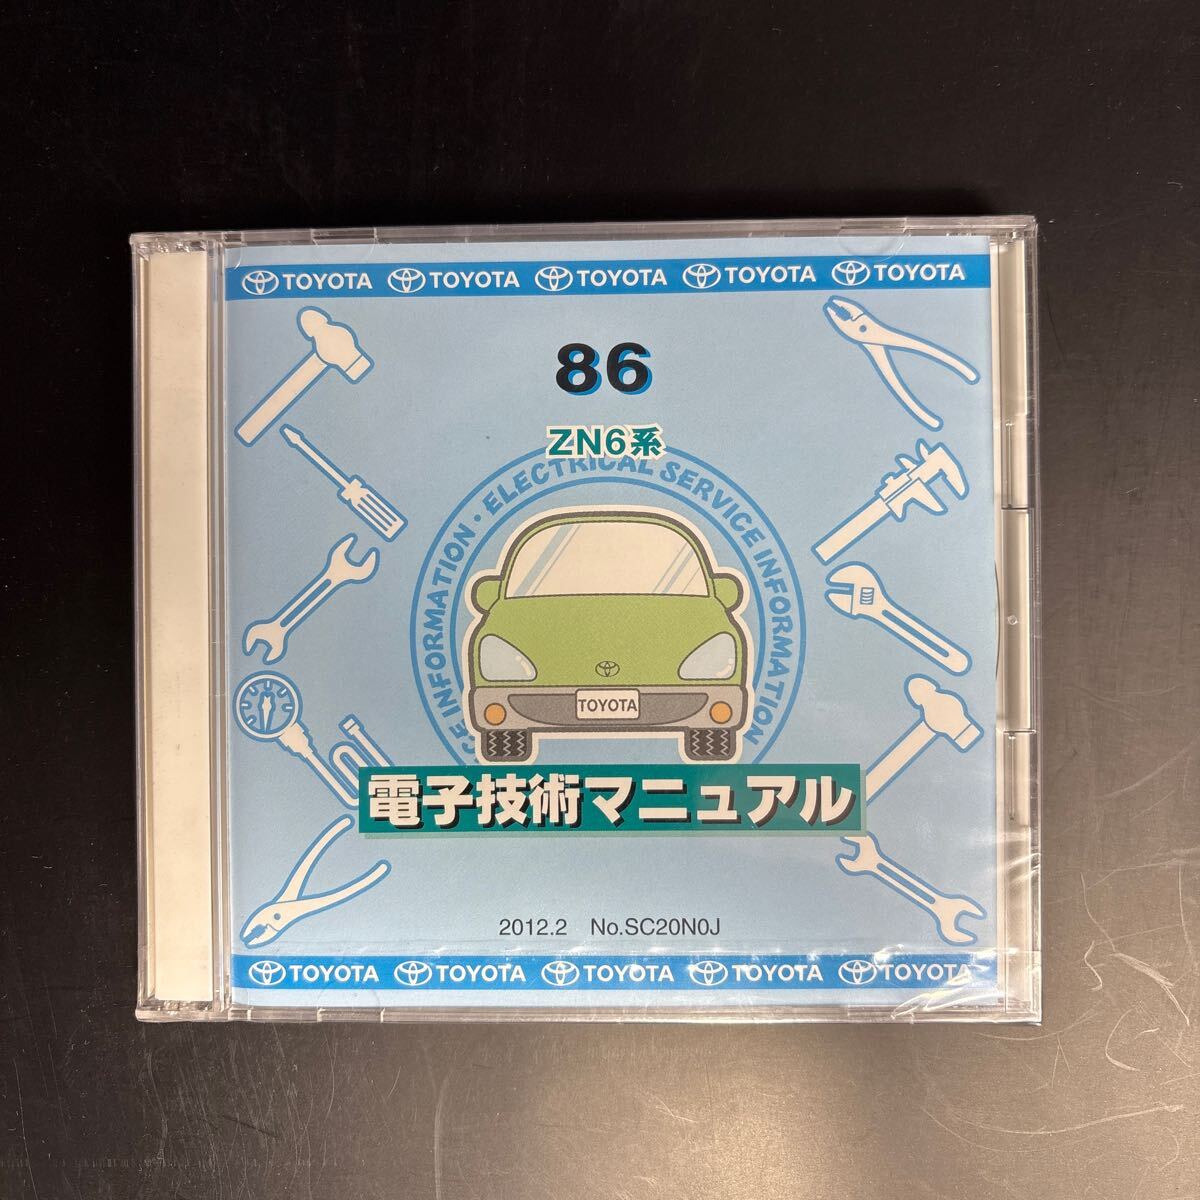 TOYOTA TOYOTA TOYOTA TOYOTA TOYOTA
86
ZN6系
INFORMATION・ELECTRICAL SERVICE INFORMATION
TOYOTA
電子技術マニュアル
2012.2 No.SC20N0J
TOYOTA TOYOTA TOYOTA TOYOTA TOYOTA